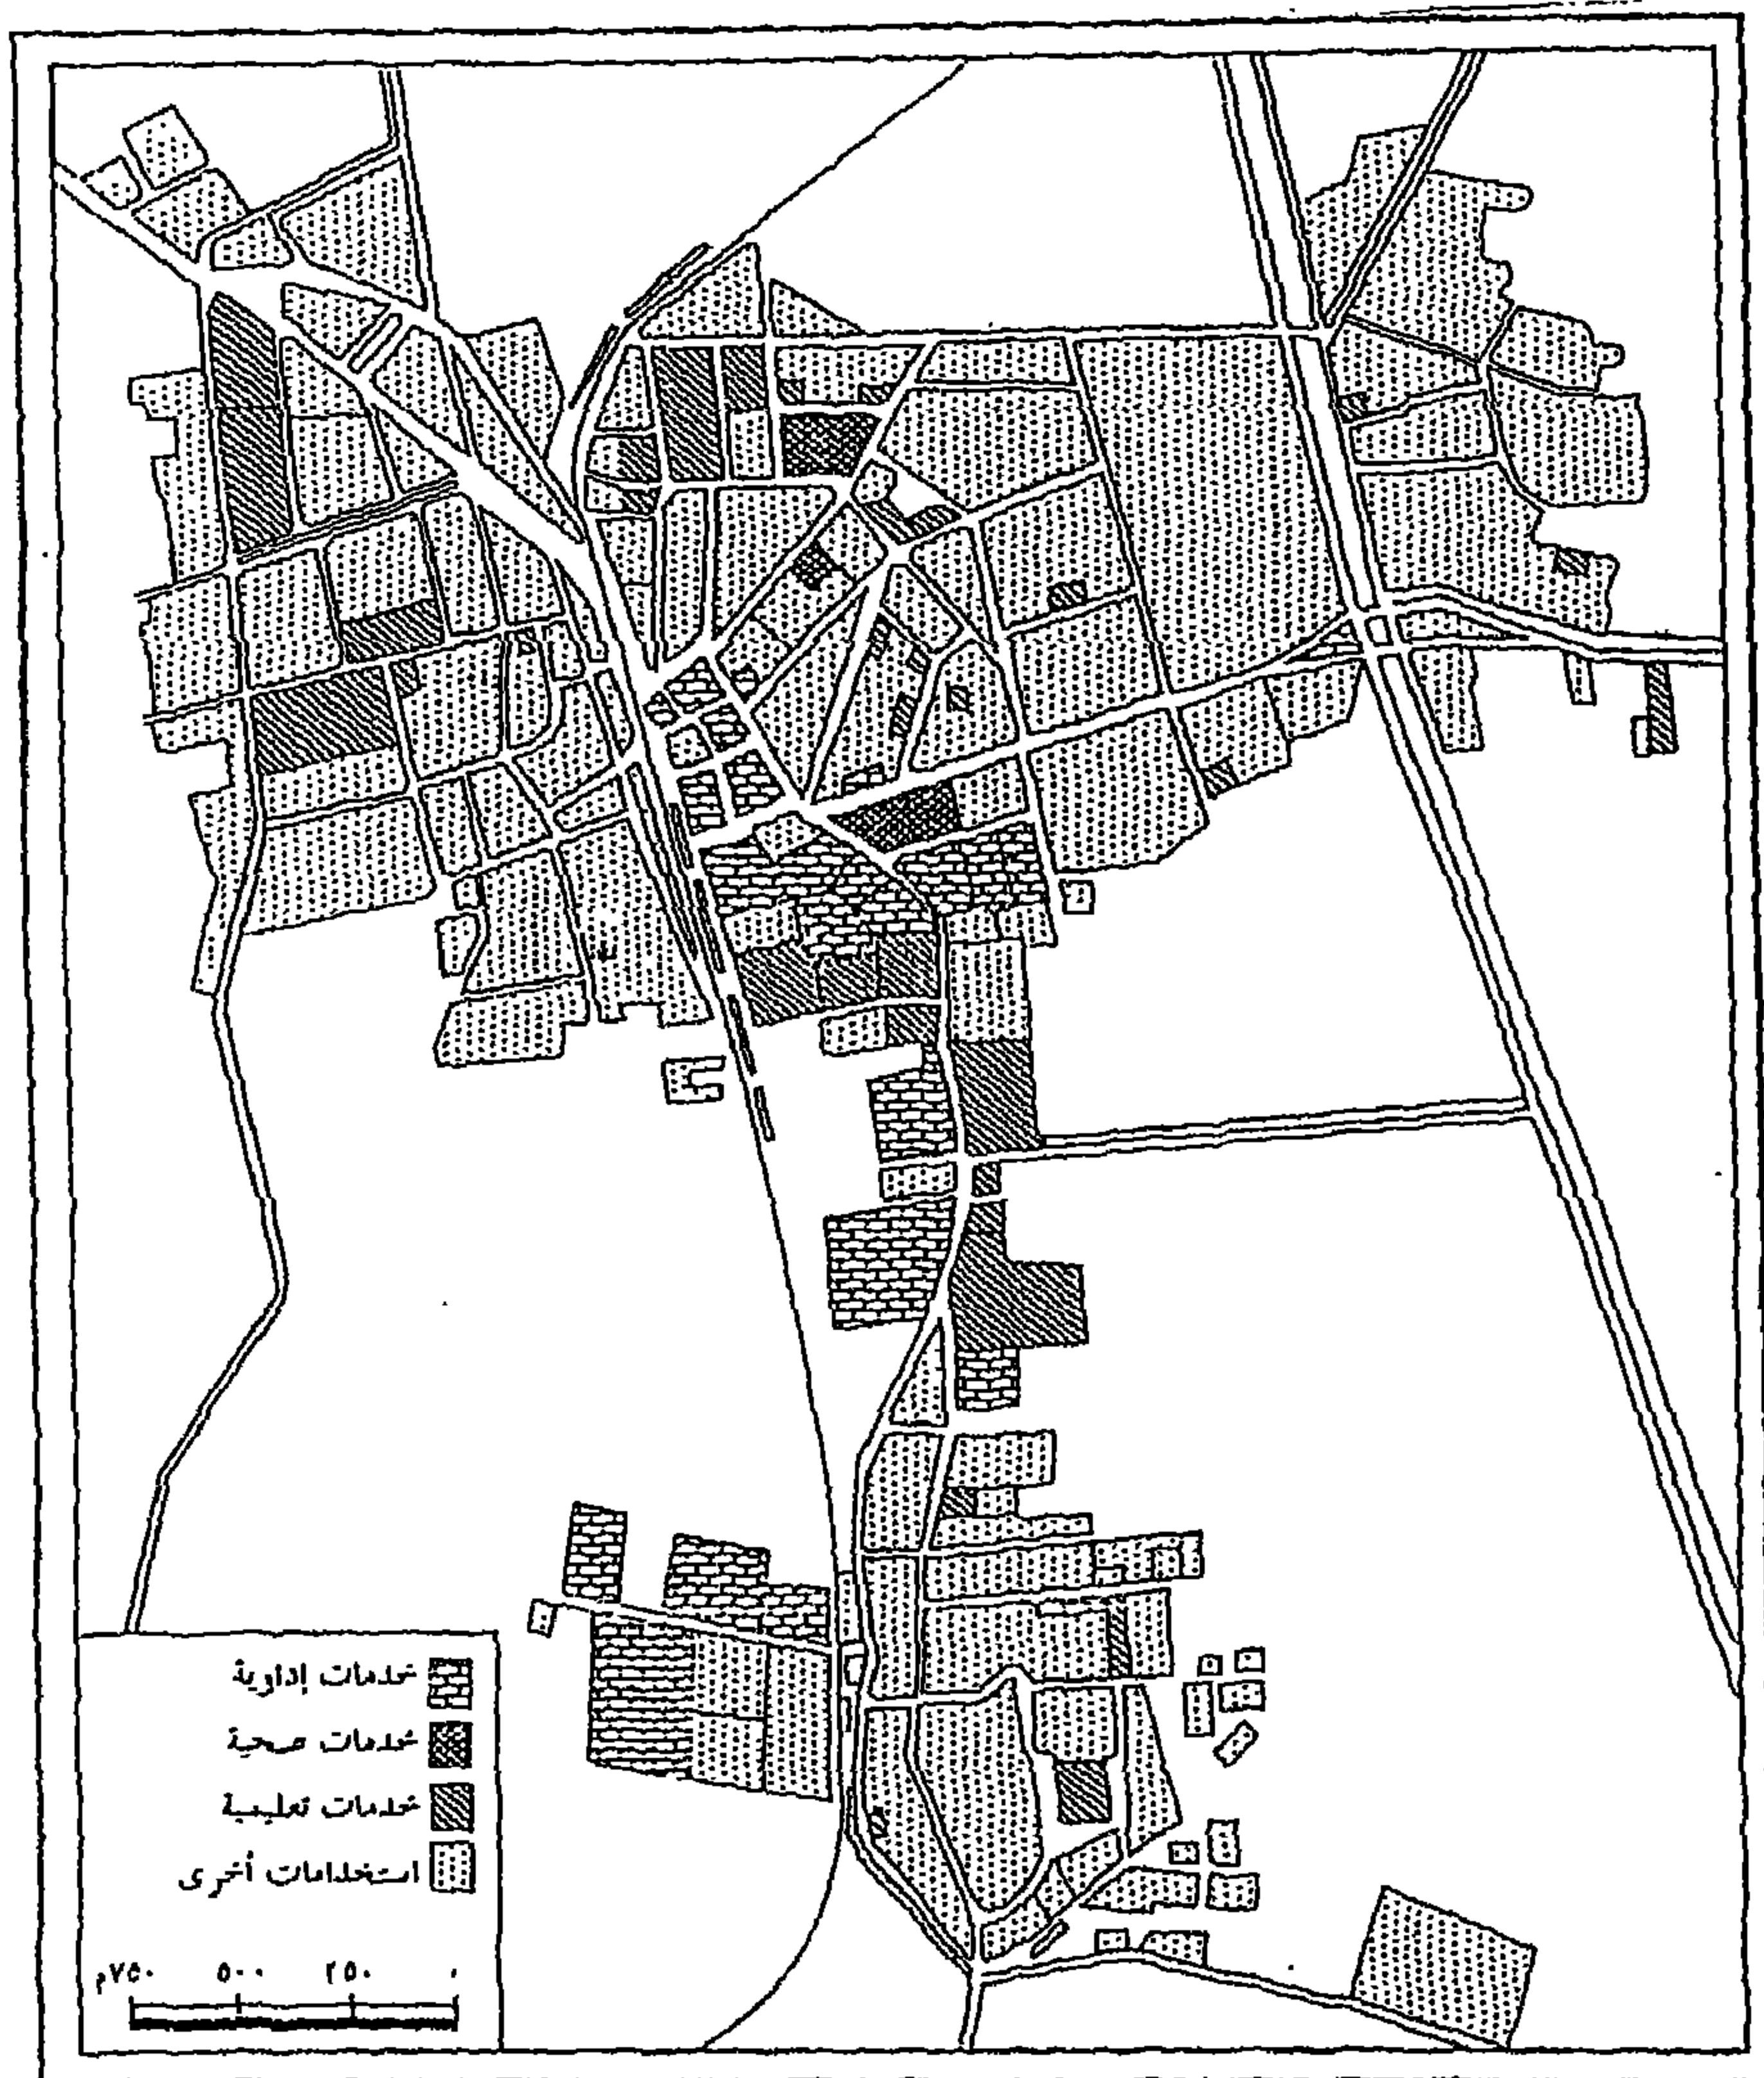 خدمات إدارية
خدمات صحية
خدمات تعليمية
استخدامات أخرى
٠ ٢٥٠ ٥٠٠ ٧٥٠م